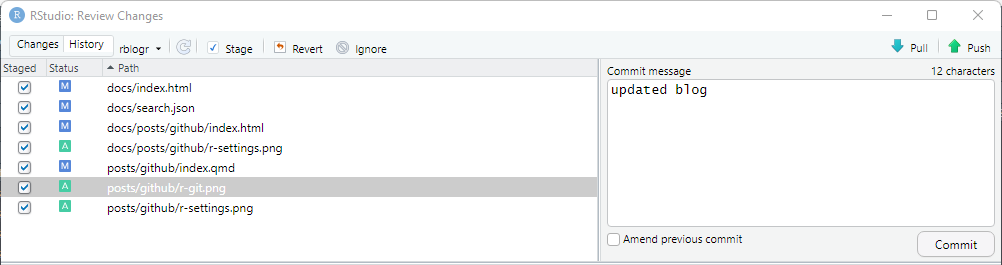 R RStudio: Review Changes
Changes History rblogr Stage Revert Ignore Pull Push
Staged Status Path
M docs/index.html
M docs/search.json
M docs/posts/github/index.html
A docs/posts/github/r-settings.png
M posts/github/index.qmd
A posts/github/r-git.png
A posts/github/r-settings.png
Commit message 12 characters
updated blog
Amend previous commit
Commit